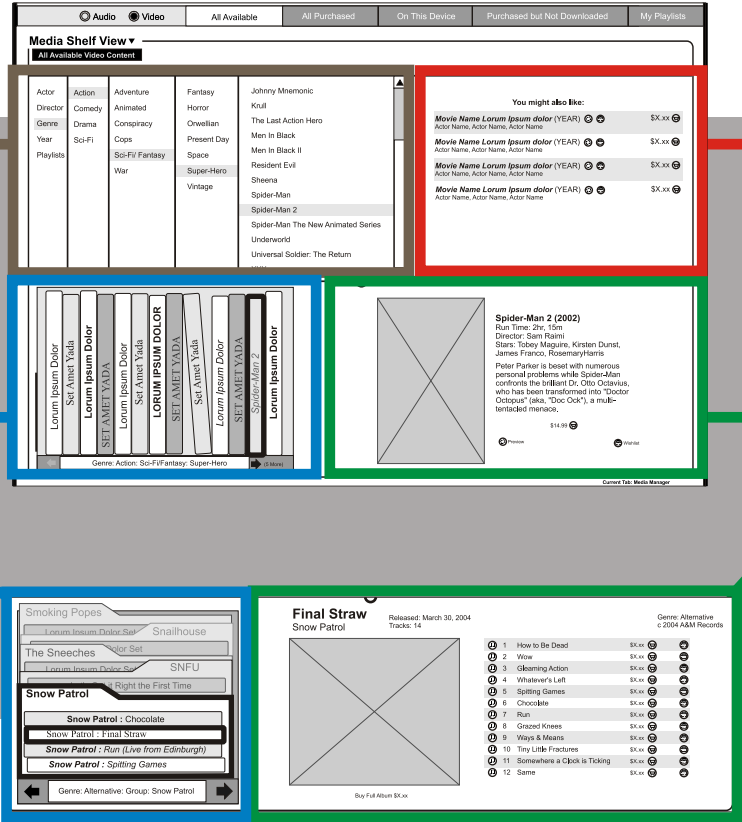 Audio
Video
All Available
All Purchased
On This Device
Purchased but Not Downloaded
My Playlists
Media Shelf View
All Available Video Content
Actor
Director
Genre
Year
Playlists
Action
Comedy
Drama
Sci-Fi
Adventure
Animated
Conspiracy
Cops
Sci-Fi/ Fantasy
War
Fantasy
Horror
Orwellian
Present Day
Space
Super-Hero
Vintage
Johnny Mnemonic
Krull
The Last Action Hero
Men In Black
Men In Black II
Resident Evil
Sheena
Spider-Man
Spider-Man 2
Spider-Man The New Animated Series
Underworld
Universal Soldier: The Return
You might also like:
Movie Name Lorum Ipsum dolor (YEAR) $X.xx
Actor Name, Actor Name, Actor Name
Movie Name Lorum Ipsum dolor (YEAR) $X.xx
Actor Name, Actor Name, Actor Name
Movie Name Lorum Ipsum dolor (YEAR) $X.xx
Actor Name, Actor Name, Actor Name
Movie Name Lorum Ipsum dolor (YEAR) $X.xx
Actor Name, Actor Name, Actor Name
Lorum Ipsum Dolor
Set Amet Yada
Lorum Ipsum Dolor
SET AMET YADA
Lorum Ipsum Dolor
Set Amet Yada
LORUM IPSUM DOLOR
SET AMET YADA
Set Amet Yada
Lorum Ipsum Dolor
SET AMET YADA
Spider-Man 2
Lorum Ipsum Dolor
Genre: Action: Sci-Fi/Fantasy: Super-Hero
(5 More)
Spider-Man 2 (2002)
Run Time: 2hr, 15m
Director: Sam Raimi
Stars: Tobey Maguire, Kirsten Dunst,
James Franco, RosemaryHarris
Peter Parker is beset with numerous
personal problems while Spider-Man
confronts the brilliant Dr. Otto Octavius,
who has been transformed into "Doctor
Octopus" (aka, "Doc Ock"), a multi-
tentacled menace.
$14.99
Preview
Wishlist
Current Tab: Media Manager
Smoking Popes
Lorum Ipsum Dolor Set
Snailhouse
Dolor Set
The Sneeches
Lorum Ipsum Dolor Set
SNFU
it Right the First Time
Snow Patrol
Snow Patrol : Chocolate
Snow Patrol : Final Straw
Snow Patrol : Run (Live from Edinburgh)
Snow Patrol : Spitting Games
Genre: Alternative: Group: Snow Patrol
Final Straw
Snow Patrol
Released: March 30, 2004
Tracks: 14
Genre: Alternative
c 2004 A&M Records
1 How to Be Dead $X.xx
2 Wow $X.xx
3 Gleaming Action $X.xx
4 Whatever's Left $X.xx
5 Spitting Games $X.xx
6 Chocolate $X.xx
7 Run $X.xx
8 Grazed Knees $X.xx
9 Ways & Means $X.xx
10 Tiny Little Fractures $X.xx
11 Somewhere a Clock is Ticking $X.xx
12 Same $X.xx
Buy Full Album $X.xx